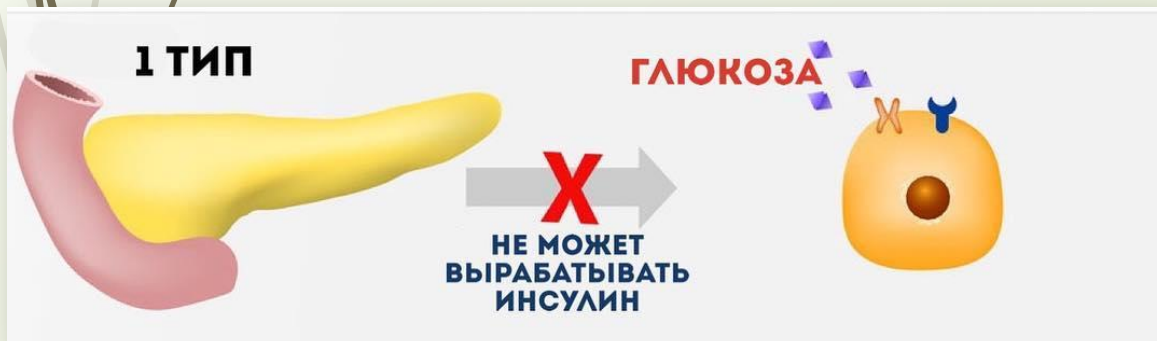 1 ТИП
ГЛЮКОЗА
НЕ МОЖЕТ
ВЫРАБАТЫВАТЬ
ИНСУЛИН